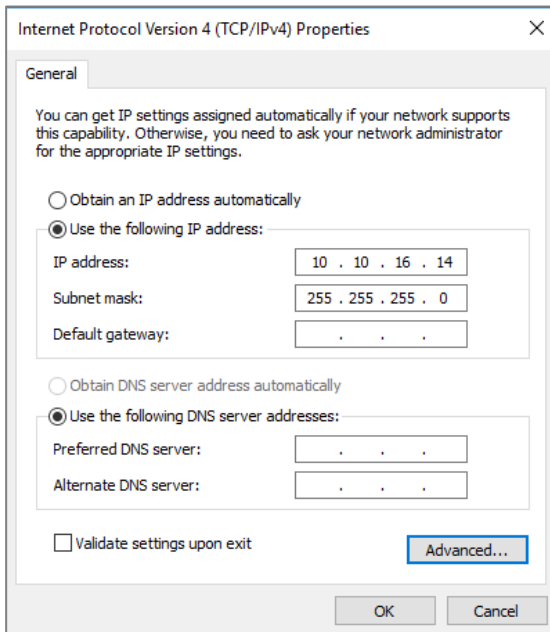 Internet Protocol Version 4 (TCP/IPv4) Properties
General
You can get IP settings assigned automatically if your network supports
this capability. Otherwise, you need to ask your network administrator
for the appropriate IP settings.
Obtain an IP address automatically
Use the following IP address:
IP address: 10 . 10 . 16 . 14
Subnet mask: 255 . 255 . 255 . 0
Default gateway: . . .
Obtain DNS server address automatically
Use the following DNS server addresses:
Preferred DNS server: . . .
Alternate DNS server: . . .
Validate settings upon exit
Advanced...
OK Cancel